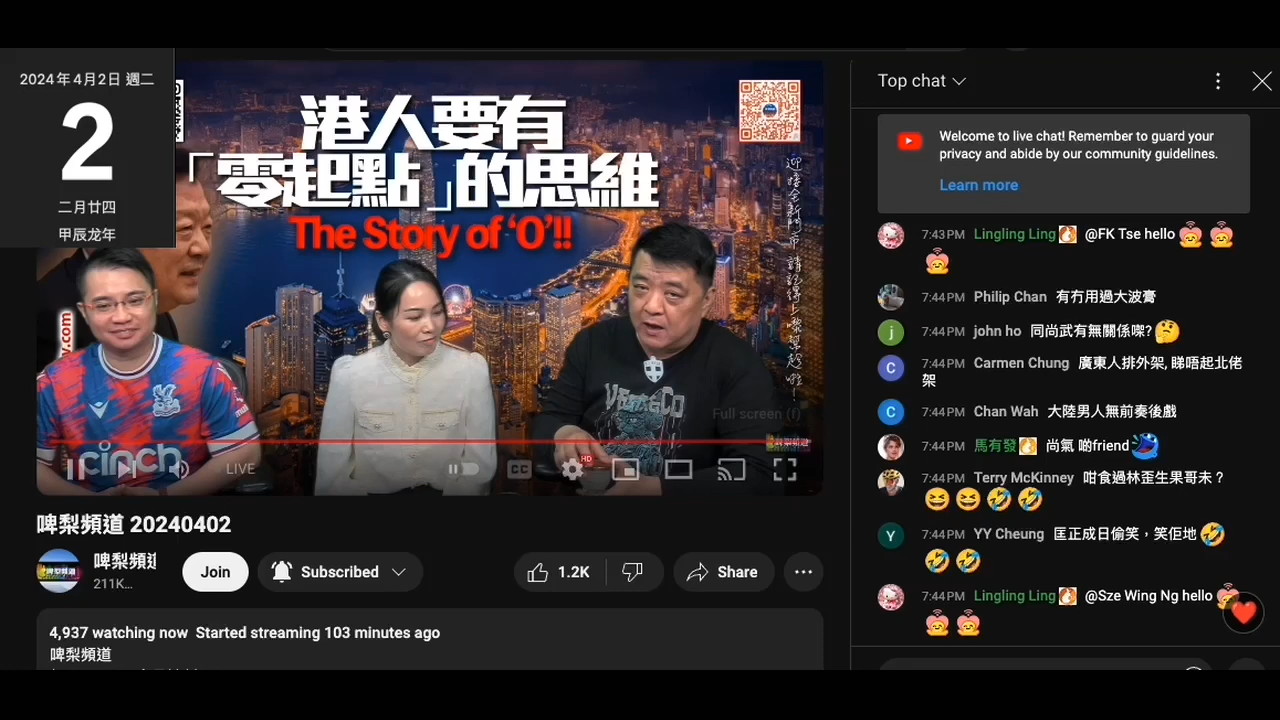 2024年4月2日 週二
2
二月廿四
甲辰龙年
港人要有
「零起點」的思維
The Story of ‘O’!!
y.com
cinch
Full screen (f)
LIVE
CC
HD
啤梨頻道 20240402
啤梨頻道
211K...
Join
Subscribed
1.2K
Share
4,937 watching now Started streaming 103 minutes ago
啤梨頻道
Top chat
Welcome to live chat! Remember to guard your
privacy and abide by our community guidelines.
Learn more
7:43 PM Lingling Ling @FK Tse hello
7:44 PM Philip Chan 有冇用過大波膏
7:44 PM john ho 同尚武有無關係㗎?🤔
7:44 PM Carmen Chung 廣東人排外架, 睇唔起北佬
架
7:44 PM Chan Wah 大陸男人無前奏後戲
7:44 PM 馬有發 尚氣 啲friend
7:44 PM Terry McKinney 咁食過林歪生果哥未？
😆😆🤣🤣
7:44 PM YY Cheung 匡正成日偷笑，笑佢地🤣
🤣🤣
7:44 PM Lingling Ling @Sze Wing Ng hello